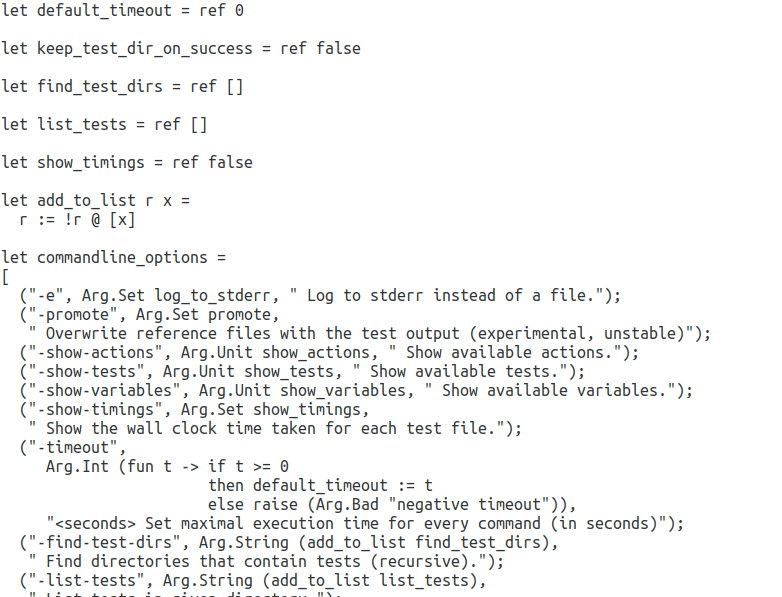 let default_timeout = ref 0

let keep_test_dir_on_success = ref false

let find_test_dirs = ref []

let list_tests = ref []

let show_timings = ref false

let add_to_list r x =
  r := !r @ [x]

let commandline_options =
[
  ("-e", Arg.Set log_to_stderr, " Log to stderr instead of a file.");
  ("-promote", Arg.Set promote,
   " Overwrite reference files with the test output (experimental, unstable)");
  ("-show-actions", Arg.Unit show_actions, " Show available actions.");
  ("-show-tests", Arg.Unit show_tests, " Show available tests.");
  ("-show-variables", Arg.Unit show_variables, " Show available variables.");
  ("-show-timings", Arg.Set show_timings,
   " Show the wall clock time taken for each test file.");
  ("-timeout",
     Arg.Int (fun t -> if t >= 0
                       then default_timeout := t
                       else raise (Arg.Bad "negative timeout")),
     "<seconds> Set maximal execution time for every command (in seconds)");
  ("-find-test-dirs", Arg.String (add_to_list find_test_dirs),
   " Find directories that contain tests (recursive).");
  ("-list-tests", Arg.String (add_to_list list_tests),
   " List tests in given directory.");